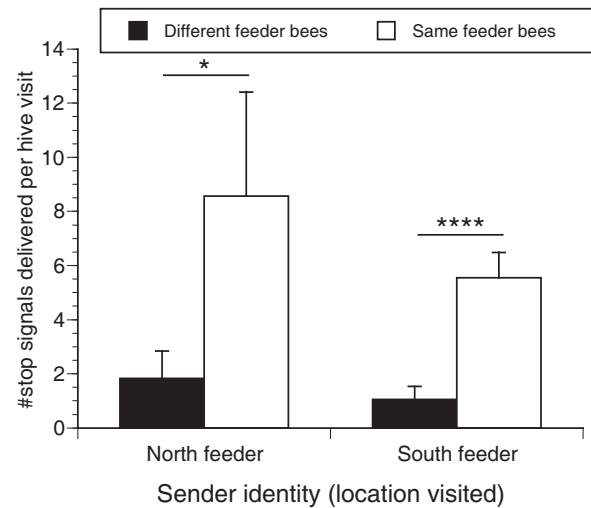 Different feeder bees
Same feeder bees
#stop signals delivered per hive visit
14
12
10
8
6
4
2
0
*
****
North feeder
South feeder
Sender identity (location visited)